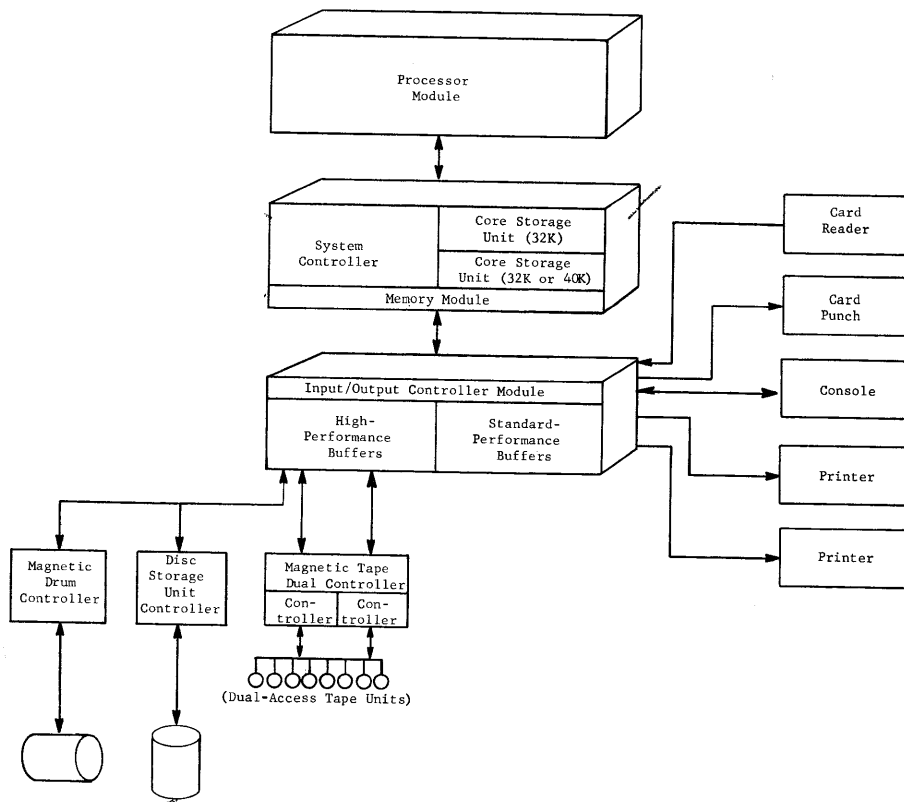 Processor
Module
System
Controller
Core Storage
Unit (32K)
Core Storage
Unit (32K or 40K)
Memory Module
Card
Reader
Card
Punch
Console
Printer
Printer
Input/Output Controller Module
High-
Performance
Buffers
Standard-
Performance
Buffers
Magnetic
Drum
Controller
Disc
Storage
Unit
Controller
Magnetic Tape
Dual Controller
Con-
troller
Con-
troller
(Dual-Access Tape Units)